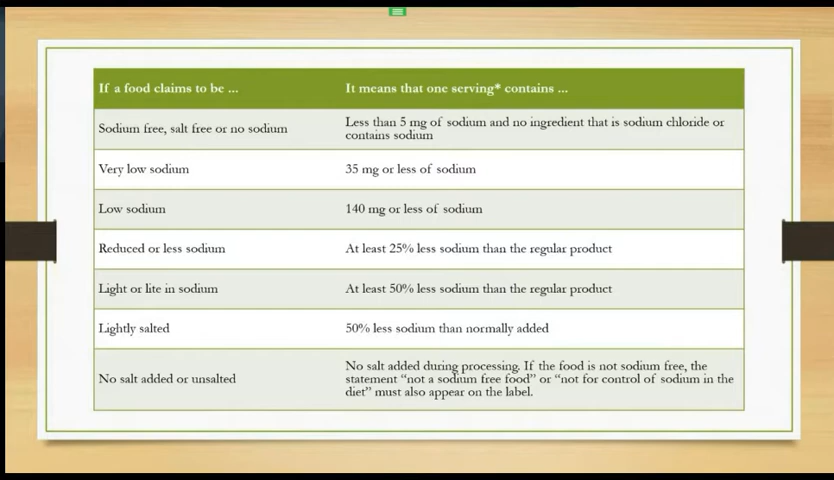 If a food claims to be ... It means that one serving* contains ...
Sodium free, salt free or no sodium Less than 5 mg of sodium and no ingredient that is sodium chloride or
contains sodium
Very low sodium 35 mg or less of sodium
Low sodium 140 mg or less of sodium
Reduced or less sodium At least 25% less sodium than the regular product
Light or lite in sodium At least 50% less sodium than the regular product
Lightly salted 50% less sodium than normally added
No salt added or unsalted No salt added during processing. If the food is not sodium free, the
statement “not a sodium free food” or “not for control of sodium in the
diet” must also appear on the label.